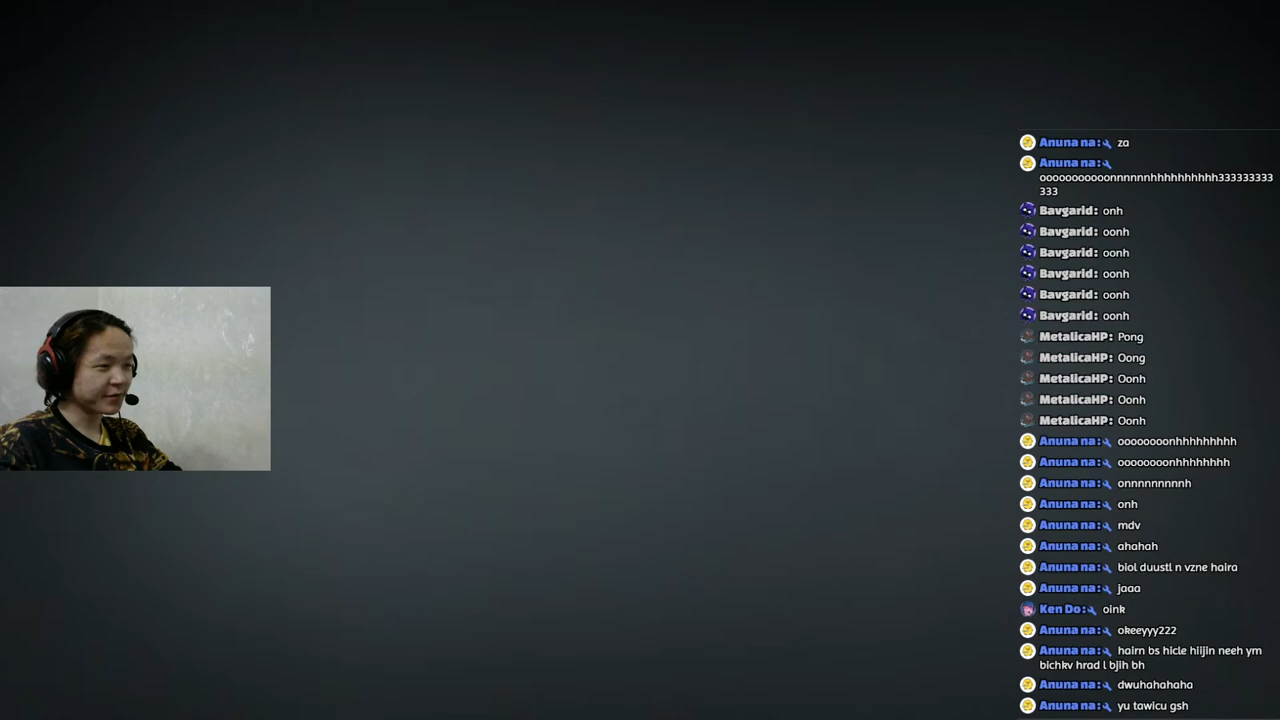 Anuna na: za
Anuna na:
ooooooooooonnnnnnhhhhhhhhhh333333333
333
Bavgarid: onh
Bavgarid: oonh
Bavgarid: oonh
Bavgarid: oonh
Bavgarid: oonh
Bavgarid: oonh
MetalicaHP: Pong
MetalicaHP: Oong
MetalicaHP: Oonh
MetalicaHP: Oonh
MetalicaHP: Oonh
Anuna na: oooooooonhhhhhhhhh
Anuna na: oooooooonhhhhhhhh
Anuna na: onnnnnnnnnh
Anuna na: onh
Anuna na: mdv
Anuna na: ahahah
Anuna na: biol duustl n vzne haira
Anuna na: jaaa
Ken Do: oink
Anuna na: okeeyyy222
Anuna na: hairn bs hicle hiijin neeh ym
bichkv hrad l bjih bh
Anuna na: dwuhahahaha
Anuna na: yu tawicu gsh